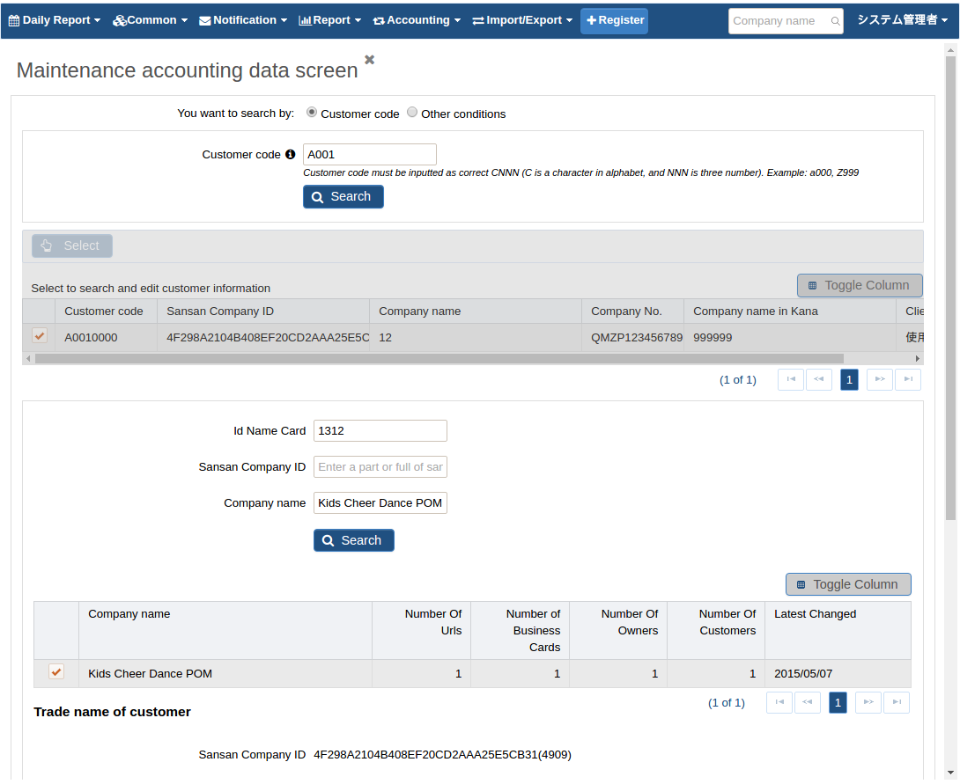 Daily Report Common Notification Report Accounting Import/Export Register Company name システム管理者
Maintenance accounting data screen
You want to search by: Customer code Other conditions
Customer code A001
Customer code must be inputted as correct CNNN (C is a character in alphabet, and NNN is three number). Example: a000, Z999
Search
Select
Select to search and edit customer information Toggle Column
Customer code Sansan Company ID Company name Company No. Company name in Kana Clie
A0010000 4F298A2104B408EF20CD2AAA25E5C 12 QMZP123456789 999999 使用
(1 of 1) 1
Id Name Card 1312
Sansan Company ID Enter a part or full of sar
Company name Kids Cheer Dance POM
Search
Toggle Column
Company name Number Of Urls Number of Business Cards Number Of Owners Number Of Customers Latest Changed
Kids Cheer Dance POM 1 1 1 1 2015/05/07
(1 of 1) 1
Trade name of customer
Sansan Company ID 4F298A2104B408EF20CD2AAA25E5CB31(4909)